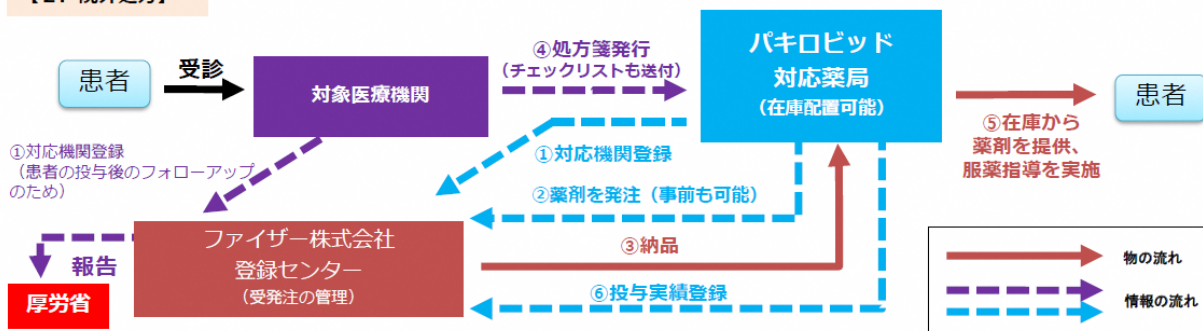 患者
受診
対象医療機関
④処方箋発行
(チェックリストも送付)
パキロビッド
対応薬局
(在庫配置可能)
患者
⑤在庫から
薬剤を提供、
服薬指導を実施
①対応機関登録
(患者の投与後のフォローアップ
のため)
①対応機関登録
②薬剤を発注(事前も可能)
ファイザー株式会社
登録センター
(受発注の管理)
③納品
⑥投与実績登録
報告
厚労省
物の流れ
情報の流れ